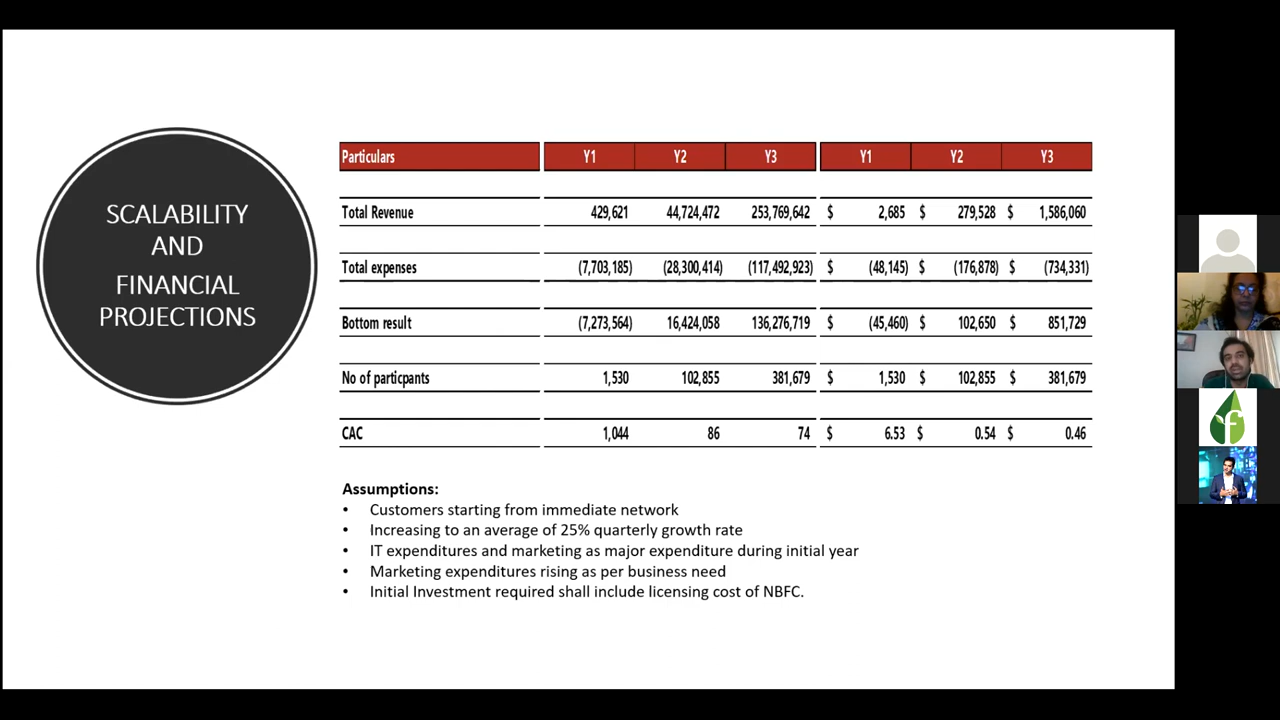 SCALABILITY
AND
FINANCIAL
PROJECTIONS
Particulars Y1 Y2 Y3 Y1 Y2 Y3
Total Revenue 429,621 44,724,472 253,769,642 $ 2,685 $ 279,528 $ 1,586,060
Total expenses (7,703,185) (28,300,414) (117,492,923) $ (48,145) $ (176,878) $ (734,331)
Bottom result (7,273,564) 16,424,058 136,276,719 $ (45,460) $ 102,650 $ 851,729
No of particpants 1,530 102,855 381,679 $ 1,530 $ 102,855 $ 381,679
CAC 1,044 86 74 $ 6.53 $ 0.54 $ 0.46
Assumptions:
• Customers starting from immediate network
• Increasing to an average of 25% quarterly growth rate
• IT expenditures and marketing as major expenditure during initial year
• Marketing expenditures rising as per business need
• Initial Investment required shall include licensing cost of NBFC.
f